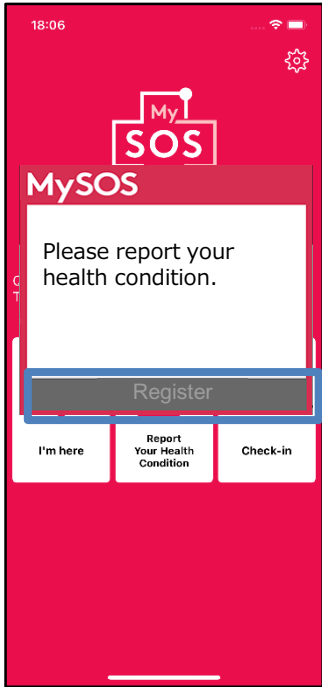 18:06
My
SOS
MySOS
Please report your
health condition.
Register
I'm here
Report
Your Health
Condition
Check-in